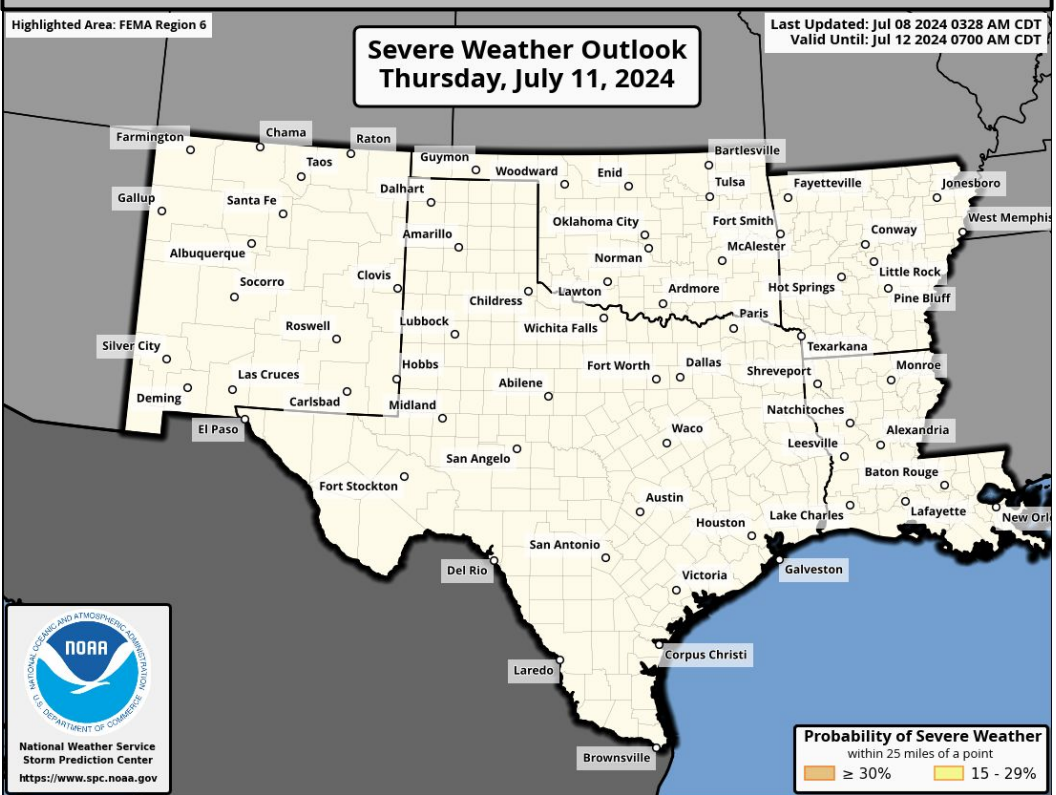 Highlighted Area: FEMA Region 6
Last Updated: Jul 08 2024 0328 AM CDT
Valid Until: Jul 12 2024 0700 AM CDT
Severe Weather Outlook
Thursday, July 11, 2024
Farmington
Chama
Raton
Taos
Guymon
Woodward
Enid
Bartlesville
Tulsa
Fayetteville
Jonesboro
Gallup
Santa Fe
Dalhart
Oklahoma City
Fort Smith
West Memphis
Albuquerque
Amarillo
Norman
McAlester
Conway
Socorro
Clovis
Childress
Lawton
Ardmore
Hot Springs
Little Rock
Pine Bluff
Roswell
Lubbock
Wichita Falls
Paris
Texarkana
Silver City
Las Cruces
Hobbs
Fort Worth
Dallas
Shreveport
Monroe
Deming
Carlsbad
Midland
Abilene
Natchitoches
El Paso
Waco
Leesville
Alexandria
San Angelo
Fort Stockton
Baton Rouge
Austin
Houston
Lake Charles
Lafayette
New Orl
San Antonio
Del Rio
Galveston
Victoria
Laredo
Corpus Christi
Brownsville
NATIONAL OCEANIC AND ATMOSPHERIC ADMINISTRATION
NOAA
U.S. DEPARTMENT OF COMMERCE
National Weather Service
Storm Prediction Center
https://www.spc.noaa.gov
Probability of Severe Weather
within 25 miles of a point
≥ 30%
15 - 29%